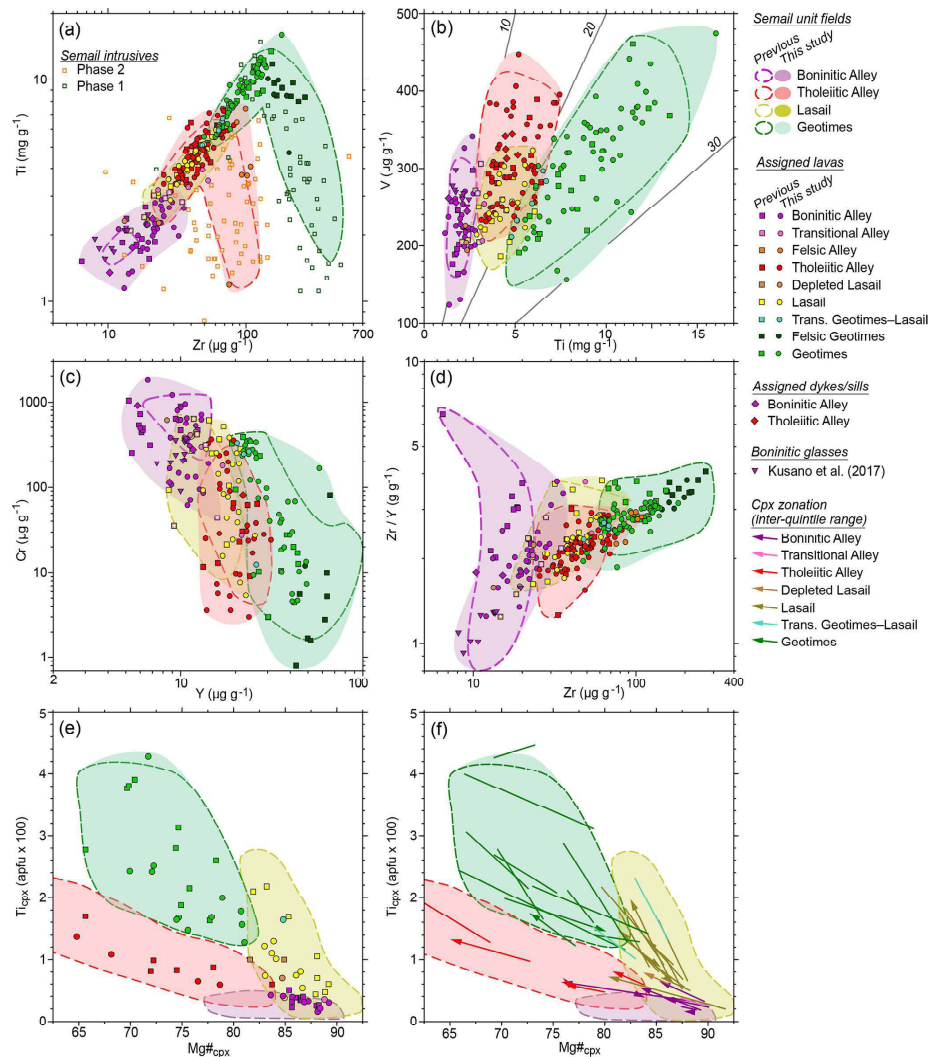 (a)
Semail intrusives
Phase 2
Phase 1
Ti (mg g-1)
10
1
10
100
700
Zr (µg g-1)
(b)
10
20
30
V (µg g-1)
500
400
300
200
100
0
5
10
15
Ti (mg g-1)
Semail unit fields
Previous
This study
Boninitic Alley
Tholeiitic Alley
Lasail
Geotimes
Assigned lavas
Previous
This study
Boninitic Alley
Transitional Alley
Felsic Alley
Tholeiitic Alley
Depleted Lasail
Lasail
Trans. Geotimes–Lasail
Felsic Geotimes
Geotimes
Assigned dykes/sills
Boninitic Alley
Tholeiitic Alley
Boninitic glasses
Kusano et al. (2017)
Cpx zonation
(Inter-quintile range)
Boninitic Alley
Transitional Alley
Tholeiitic Alley
Depleted Lasail
Lasail
Trans. Geotimes–Lasail
Geotimes
(c)
Cr (µg g-1)
1000
100
10
1
2
10
100
Y (µg g-1)
(d)
Zr / Y (g g-1)
10
5
1
10
100
400
Zr (µg g-1)
(e)
Ticpx (apfu x 100)
5
4
3
2
1
0
65
70
75
80
85
90
Mg#cpx
(f)
Ticpx (apfu x 100)
5
4
3
2
1
0
65
70
75
80
85
90
Mg#cpx